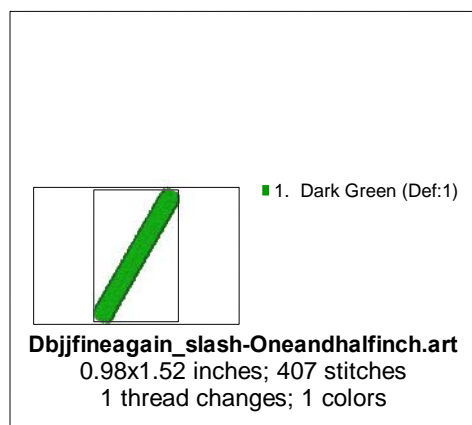 1. Dark Green (Def:1)
Dbjjfineagain_slash-Oneandhalfinch.art
0.98x1.52 inches; 407 stitches
1 thread changes; 1 colors